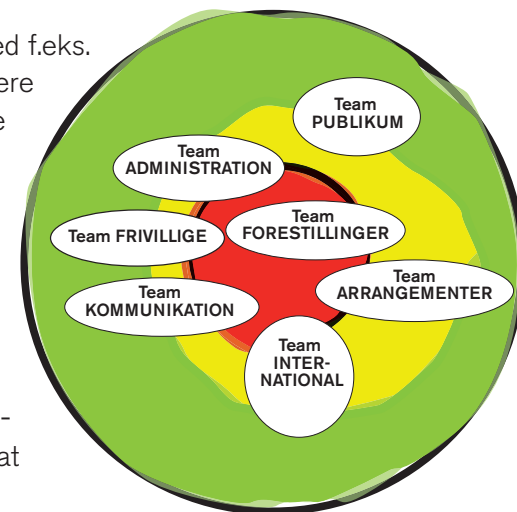 ed f.eks.
ere
e
Team
PUBLIKUM
Team
ADMINISTRATION
Team FRIVILLIGE
Team
FORESTILLINGER
Team
KOMMUNIKATION
Team
ARRANGEMENTER
Team
INTER-
NATIONAL
-
at